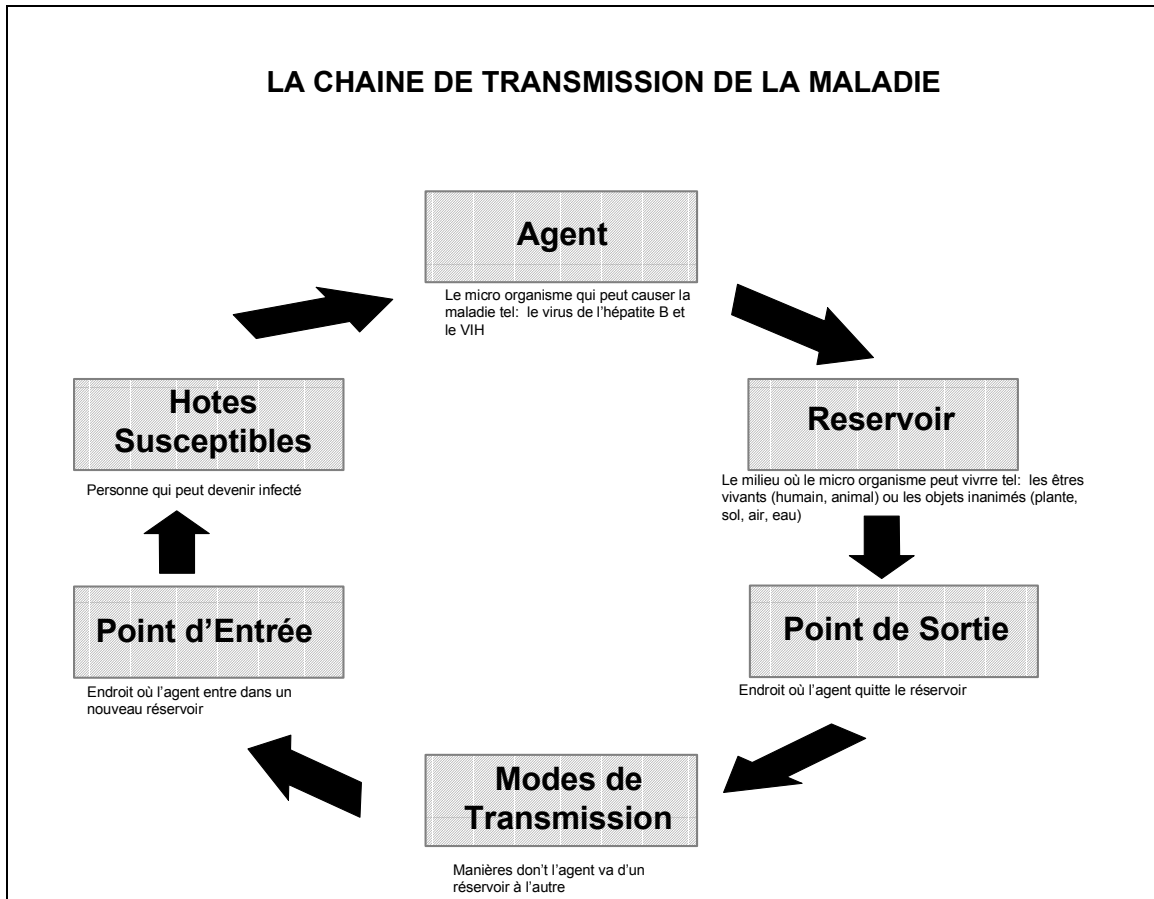 LA CHAINE DE TRANSMISSION DE LA MALADIE
Agent
Le micro organisme qui peut causer la
maladie tel: le virus de l'hépatite B et
le VIH
Reservoir
Le milieu où le micro organisme peut vivrre tel: les êtres
vivants (humain, animal) ou les objets inanimés (plante,
sol, air, eau)
Point de Sortie
Endroit où l'agent quitte le réservoir
Modes de
Transmission
Manières don't l'agent va d'un
réservoir à l'autre
Point d'Entrée
Endroit où l'agent entre dans un
nouveau réservoir
Hotes
Susceptibles
Personne qui peut devenir infecté